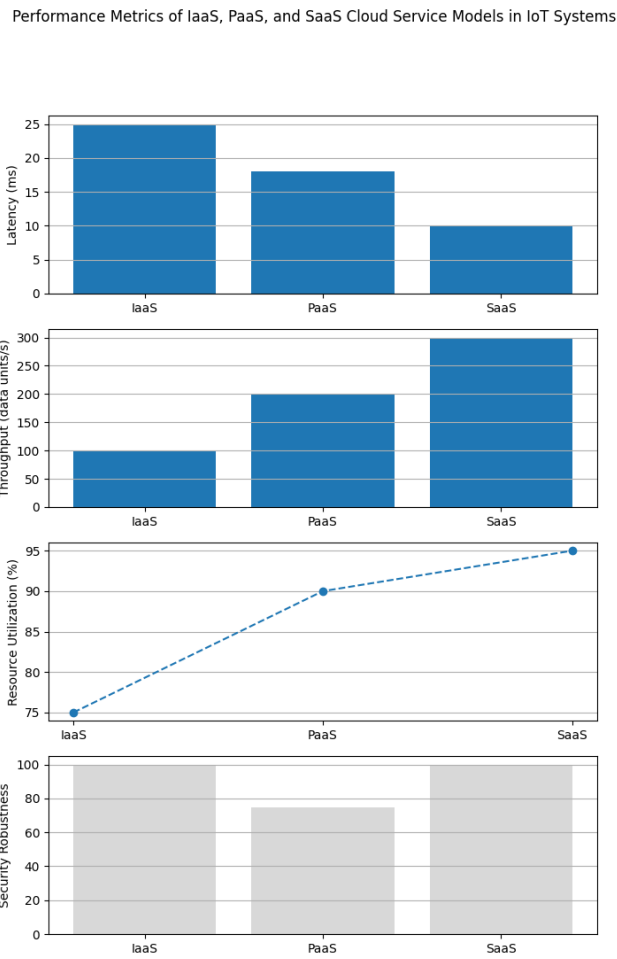 Performance Metrics of IaaS, PaaS, and SaaS Cloud Service Models in IoT Systems
Latency (ms)
25
20
15
10
5
0
IaaS PaaS SaaS
Throughput (data units/s)
300
250
200
150
100
50
0
IaaS PaaS SaaS
Resource Utilization (%)
95
90
85
80
75
IaaS PaaS SaaS
Security Robustness
100
80
60
40
20
0
IaaS PaaS SaaS